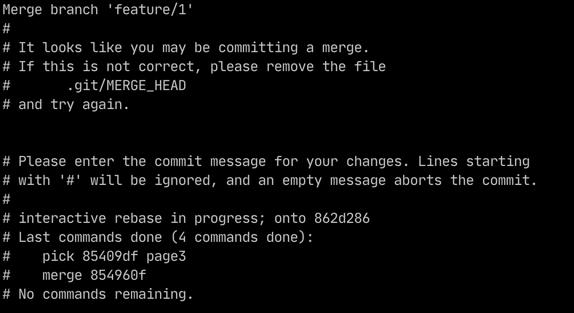 Merge branch 'feature/1'
#
# It looks like you may be committing a merge.
# If this is not correct, please remove the file
#       .git/MERGE_HEAD
# and try again.


# Please enter the commit message for your changes. Lines starting
# with '#' will be ignored, and an empty message aborts the commit.
#
# interactive rebase in progress; onto 862d286
# Last commands done (4 commands done):
#    pick 85409df page3
#    merge 854960f
# No commands remaining.